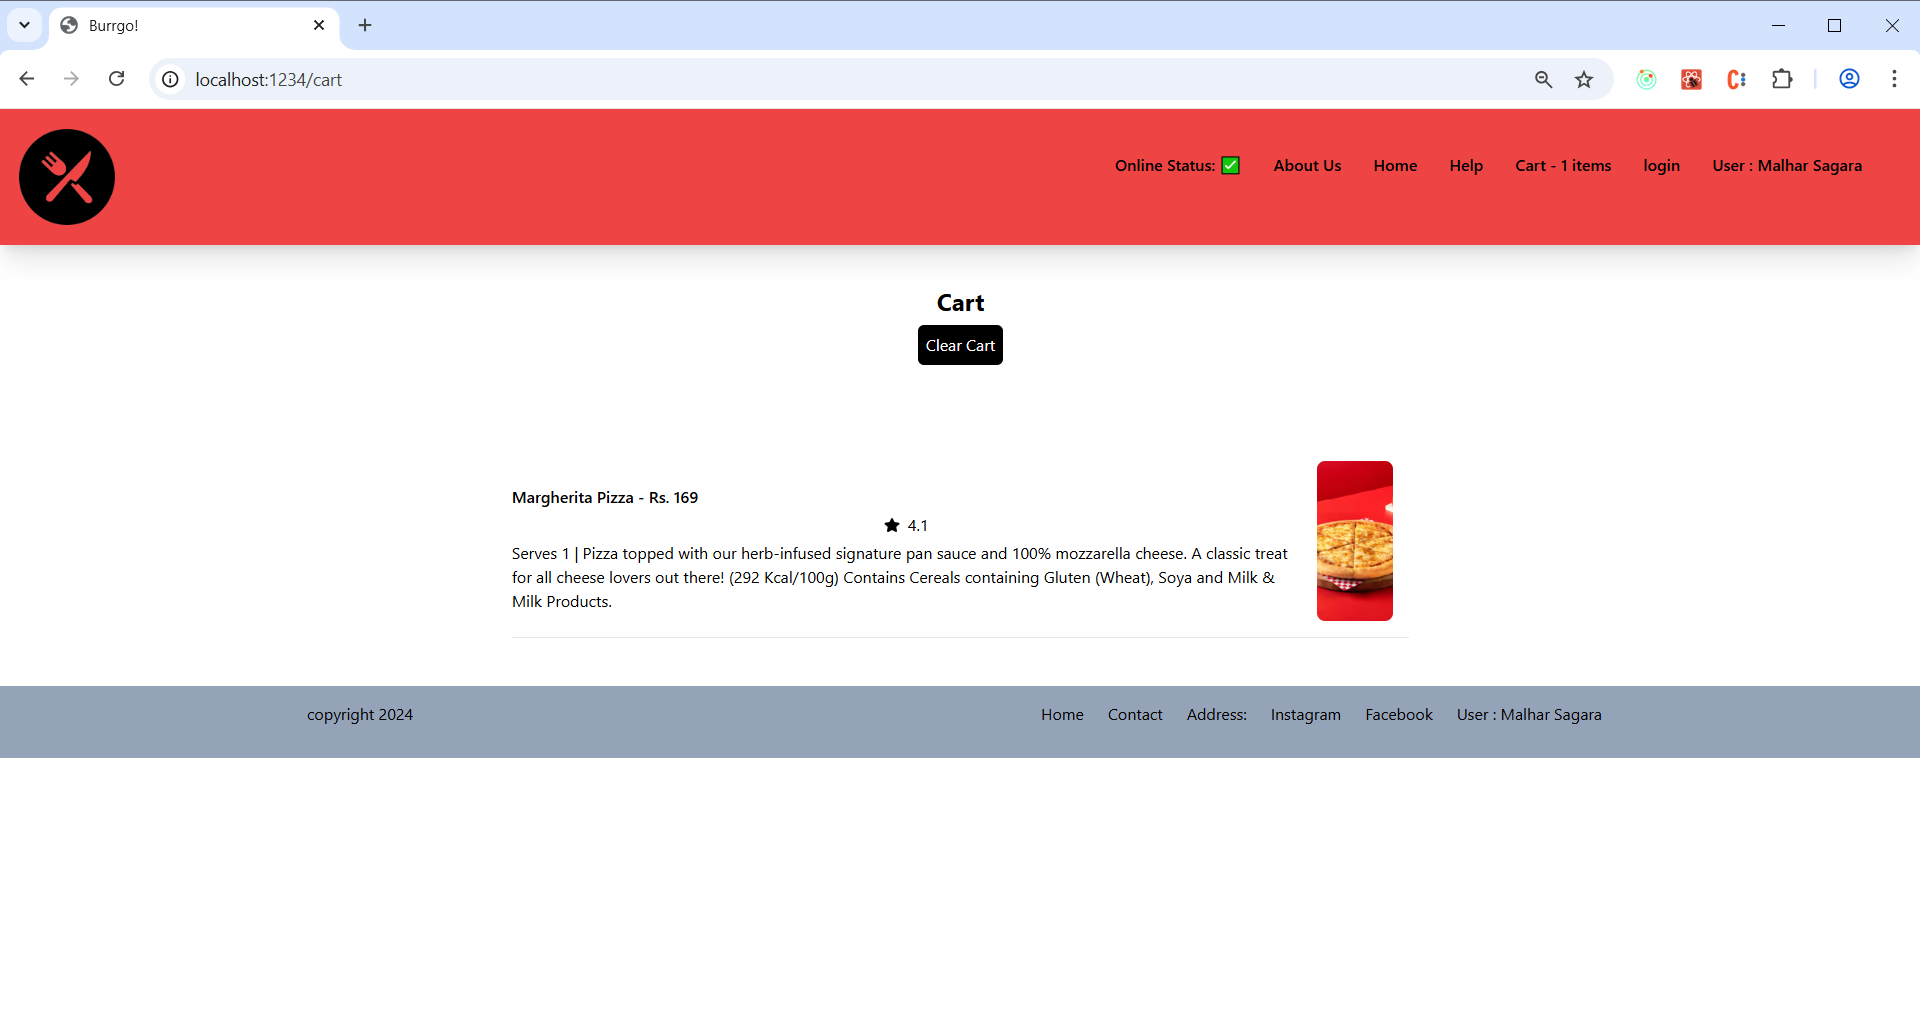 Burrgo!
localhost:1234/cart
Online Status: ✅ About Us Home Help Cart - 1 items login User : Malhar Sagara
Cart
Clear Cart
Margherita Pizza - Rs. 169
4.1
Serves 1 | Pizza topped with our herb-infused signature pan sauce and 100% mozzarella cheese. A classic treat
for all cheese lovers out there! (292 Kcal/100g) Contains Cereals containing Gluten (Wheat), Soya and Milk &
Milk Products.
copyright 2024 Home Contact Address: Instagram Facebook User : Malhar Sagara